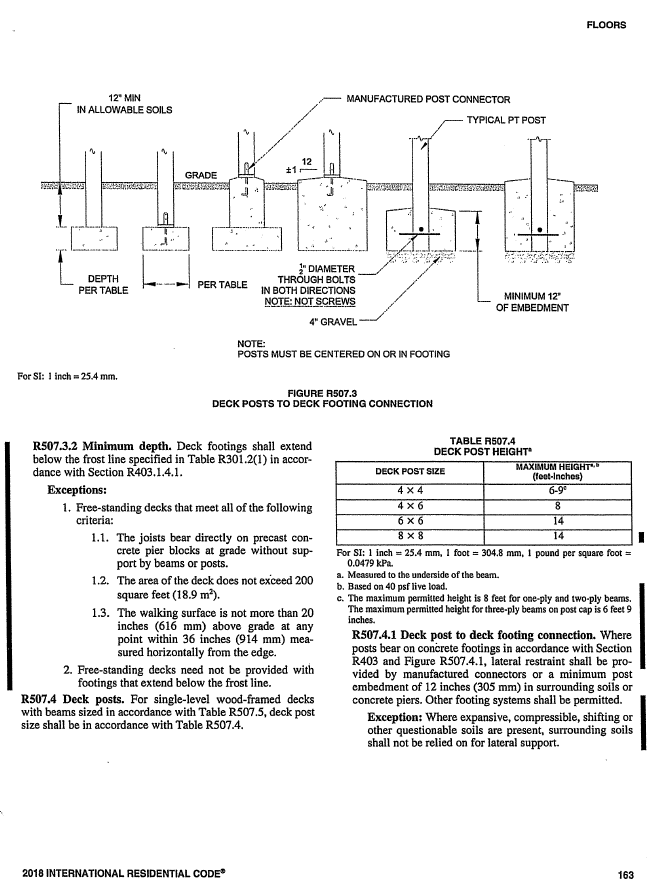 FLOORS
12" MIN
IN ALLOWABLE SOILS
MANUFACTURED POST CONNECTOR
TYPICAL PT POST
12
±1
GRADE
DEPTH
PER TABLE
PER TABLE
½" DIAMETER
THROUGH BOLTS
IN BOTH DIRECTIONS
NOTE: NOT SCREWS
4" GRAVEL
MINIMUM 12"
OF EMBEDMENT
NOTE:
POSTS MUST BE CENTERED ON OR IN FOOTING
For SI: 1 inch = 25.4 mm.
FIGURE R507.3
DECK POSTS TO DECK FOOTING CONNECTION
R507.3.2 Minimum depth. Deck footings shall extend
below the frost line specified in Table R301.2(1) in accor-
dance with Section R403.1.4.1.
Exceptions:
1. Free-standing decks that meet all of the following
criteria:
1.1. The joists bear directly on precast con-
crete pier blocks at grade without sup-
port by beams or posts.
1.2. The area of the deck does not exceed 200
square feet (18.9 m²).
1.3. The walking surface is not more than 20
inches (616 mm) above grade at any
point within 36 inches (914 mm) mea-
sured horizontally from the edge.
2. Free-standing decks need not be provided with
footings that extend below the frost line.
R507.4 Deck posts. For single-level wood-framed decks
with beams sized in accordance with Table R507.5, deck post
size shall be in accordance with Table R507.4.
TABLE R507.4
DECK POST HEIGHTᵃ
DECK POST SIZE MAXIMUM HEIGHTᵃ,ᵇ
(feet-inches)
4 × 4 6-9ᶜ
4 × 6 8
6 × 6 14
8 × 8 14
For SI: 1 inch = 25.4 mm, 1 foot = 304.8 mm, 1 pound per square foot =
0.0479 kPa.
a. Measured to the underside of the beam.
b. Based on 40 psf live load.
c. The maximum permitted height is 8 feet for one-ply and two-ply beams.
The maximum permitted height for three-ply beams on post cap is 6 feet 9
inches.
R507.4.1 Deck post to deck footing connection. Where
posts bear on concrete footings in accordance with Section
R403 and Figure R507.4.1, lateral restraint shall be pro-
vided by manufactured connectors or a minimum post
embedment of 12 inches (305 mm) in surrounding soils or
concrete piers. Other footing systems shall be permitted.
Exception: Where expansive, compressible, shifting or
other questionable soils are present, surrounding soils
shall not be relied on for lateral support.
2018 INTERNATIONAL RESIDENTIAL CODE®
163